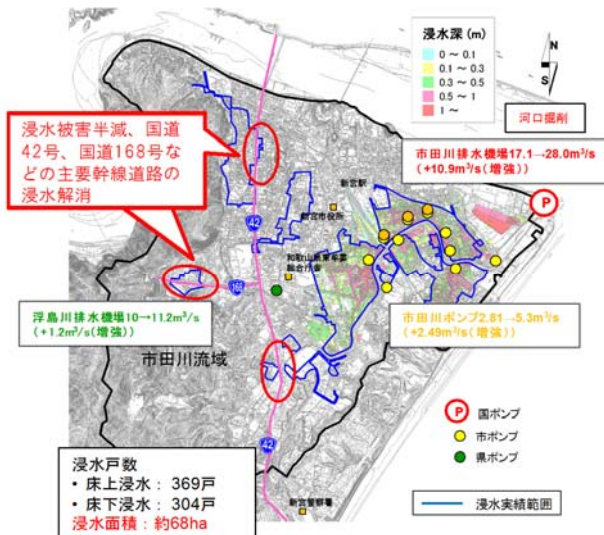 浸水深（m）
0 ～ 0.1
0.1 ～ 0.3
0.3 ～ 0.5
0.5 ～ 1
1 ～
N
S
河口掘削
浸水被害半減、国道
42号、国道168号な
どの主要幹線道路の
浸水解消
市田川排水機場17.1→28.0m³/s
（+10.9m³/s（増強））
P
新宮駅
新宮市役所
42
和歌山県東牟婁
総合庁舎
168
浮島川排水機場10→11.2m³/s
（+1.2m³/s（増強））
市田川ポンプ2.81→5.3m³/s
（+2.49m³/s（増強））
市田川流域
42
P 国ポンプ
市ポンプ
県ポンプ
浸水戸数
・ 床上浸水： 369戸
・ 床下浸水： 304戸
浸水面積：約68ha
新宮警察署
浸水実績範囲